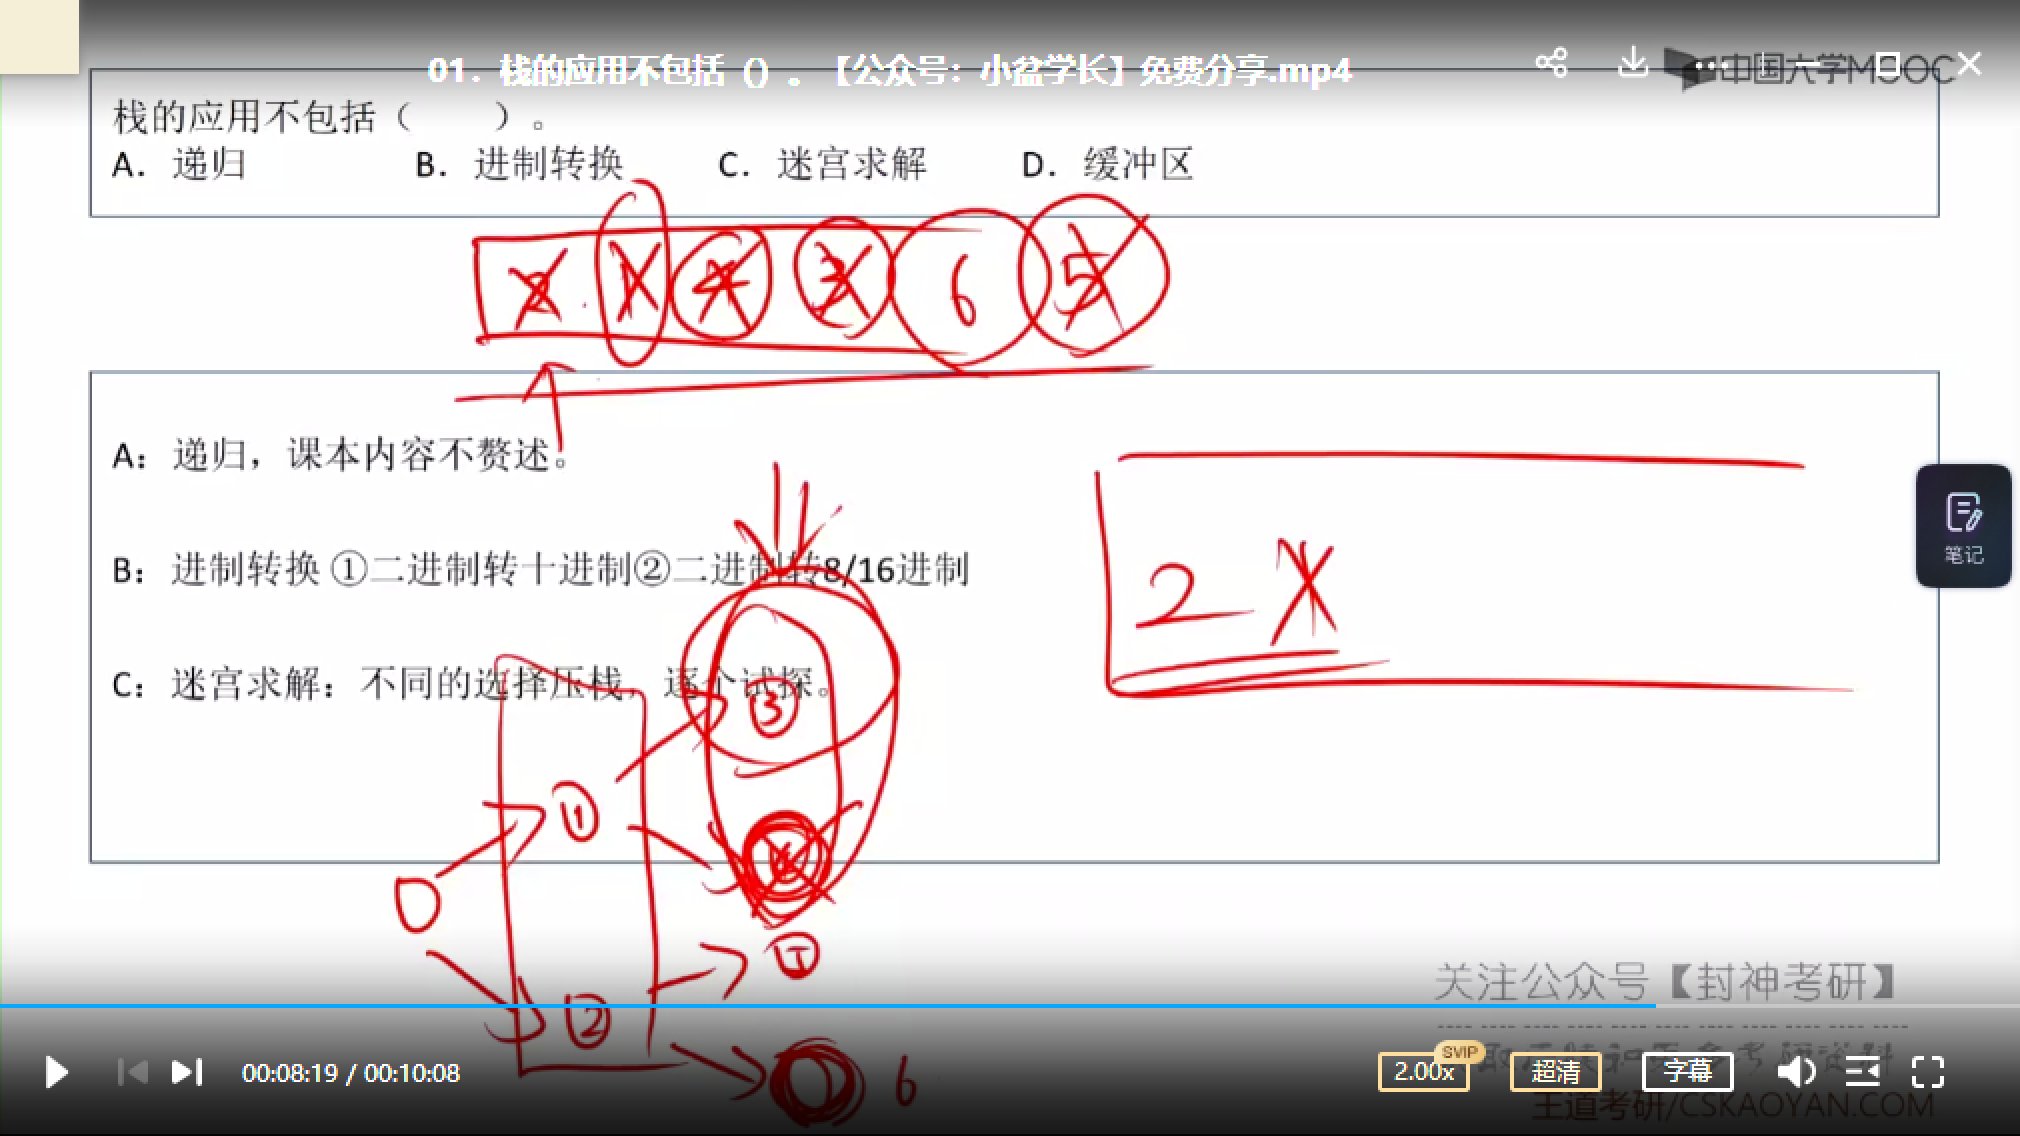 01. 栈的应用不包括 () 。【公众号：小盆学长】免费分享.mp4
中国大学MOOC
栈的应用不包括（ ）。
A. 递归 B. 进制转换 C. 迷宫求解 D. 缓冲区
2 1 4 3 6 5
A：递归，课本内容不赘述。
B：进制转换 ①二进制转十进制②二进制转8/16进制
2 1
笔记
C：迷宫求解：不同的选择压栈，逐个试探。
3
1
4
2
6
关注公众号【封神考研】
00:08:19 / 00:10:08
2.00x
SVIP
超清
字幕
王道考研/CSKAOYAN.COM